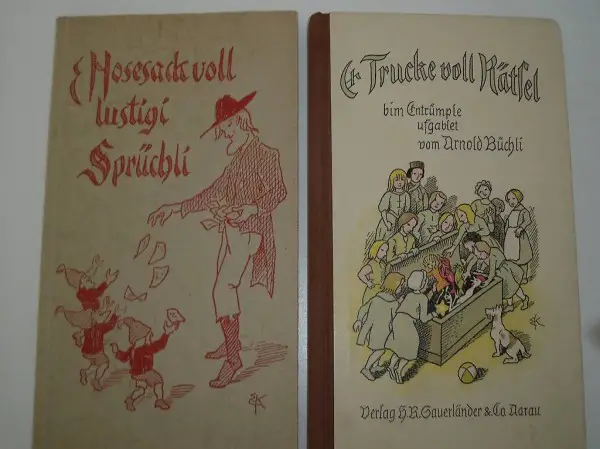 E Hosesack voll
lustigi
Sprüchli
E Trucke voll Rätsel
bim Entrümple
ufgablet
vom Arnold Büchli
Verlag H.R. Sauerländer & Co. Aarau